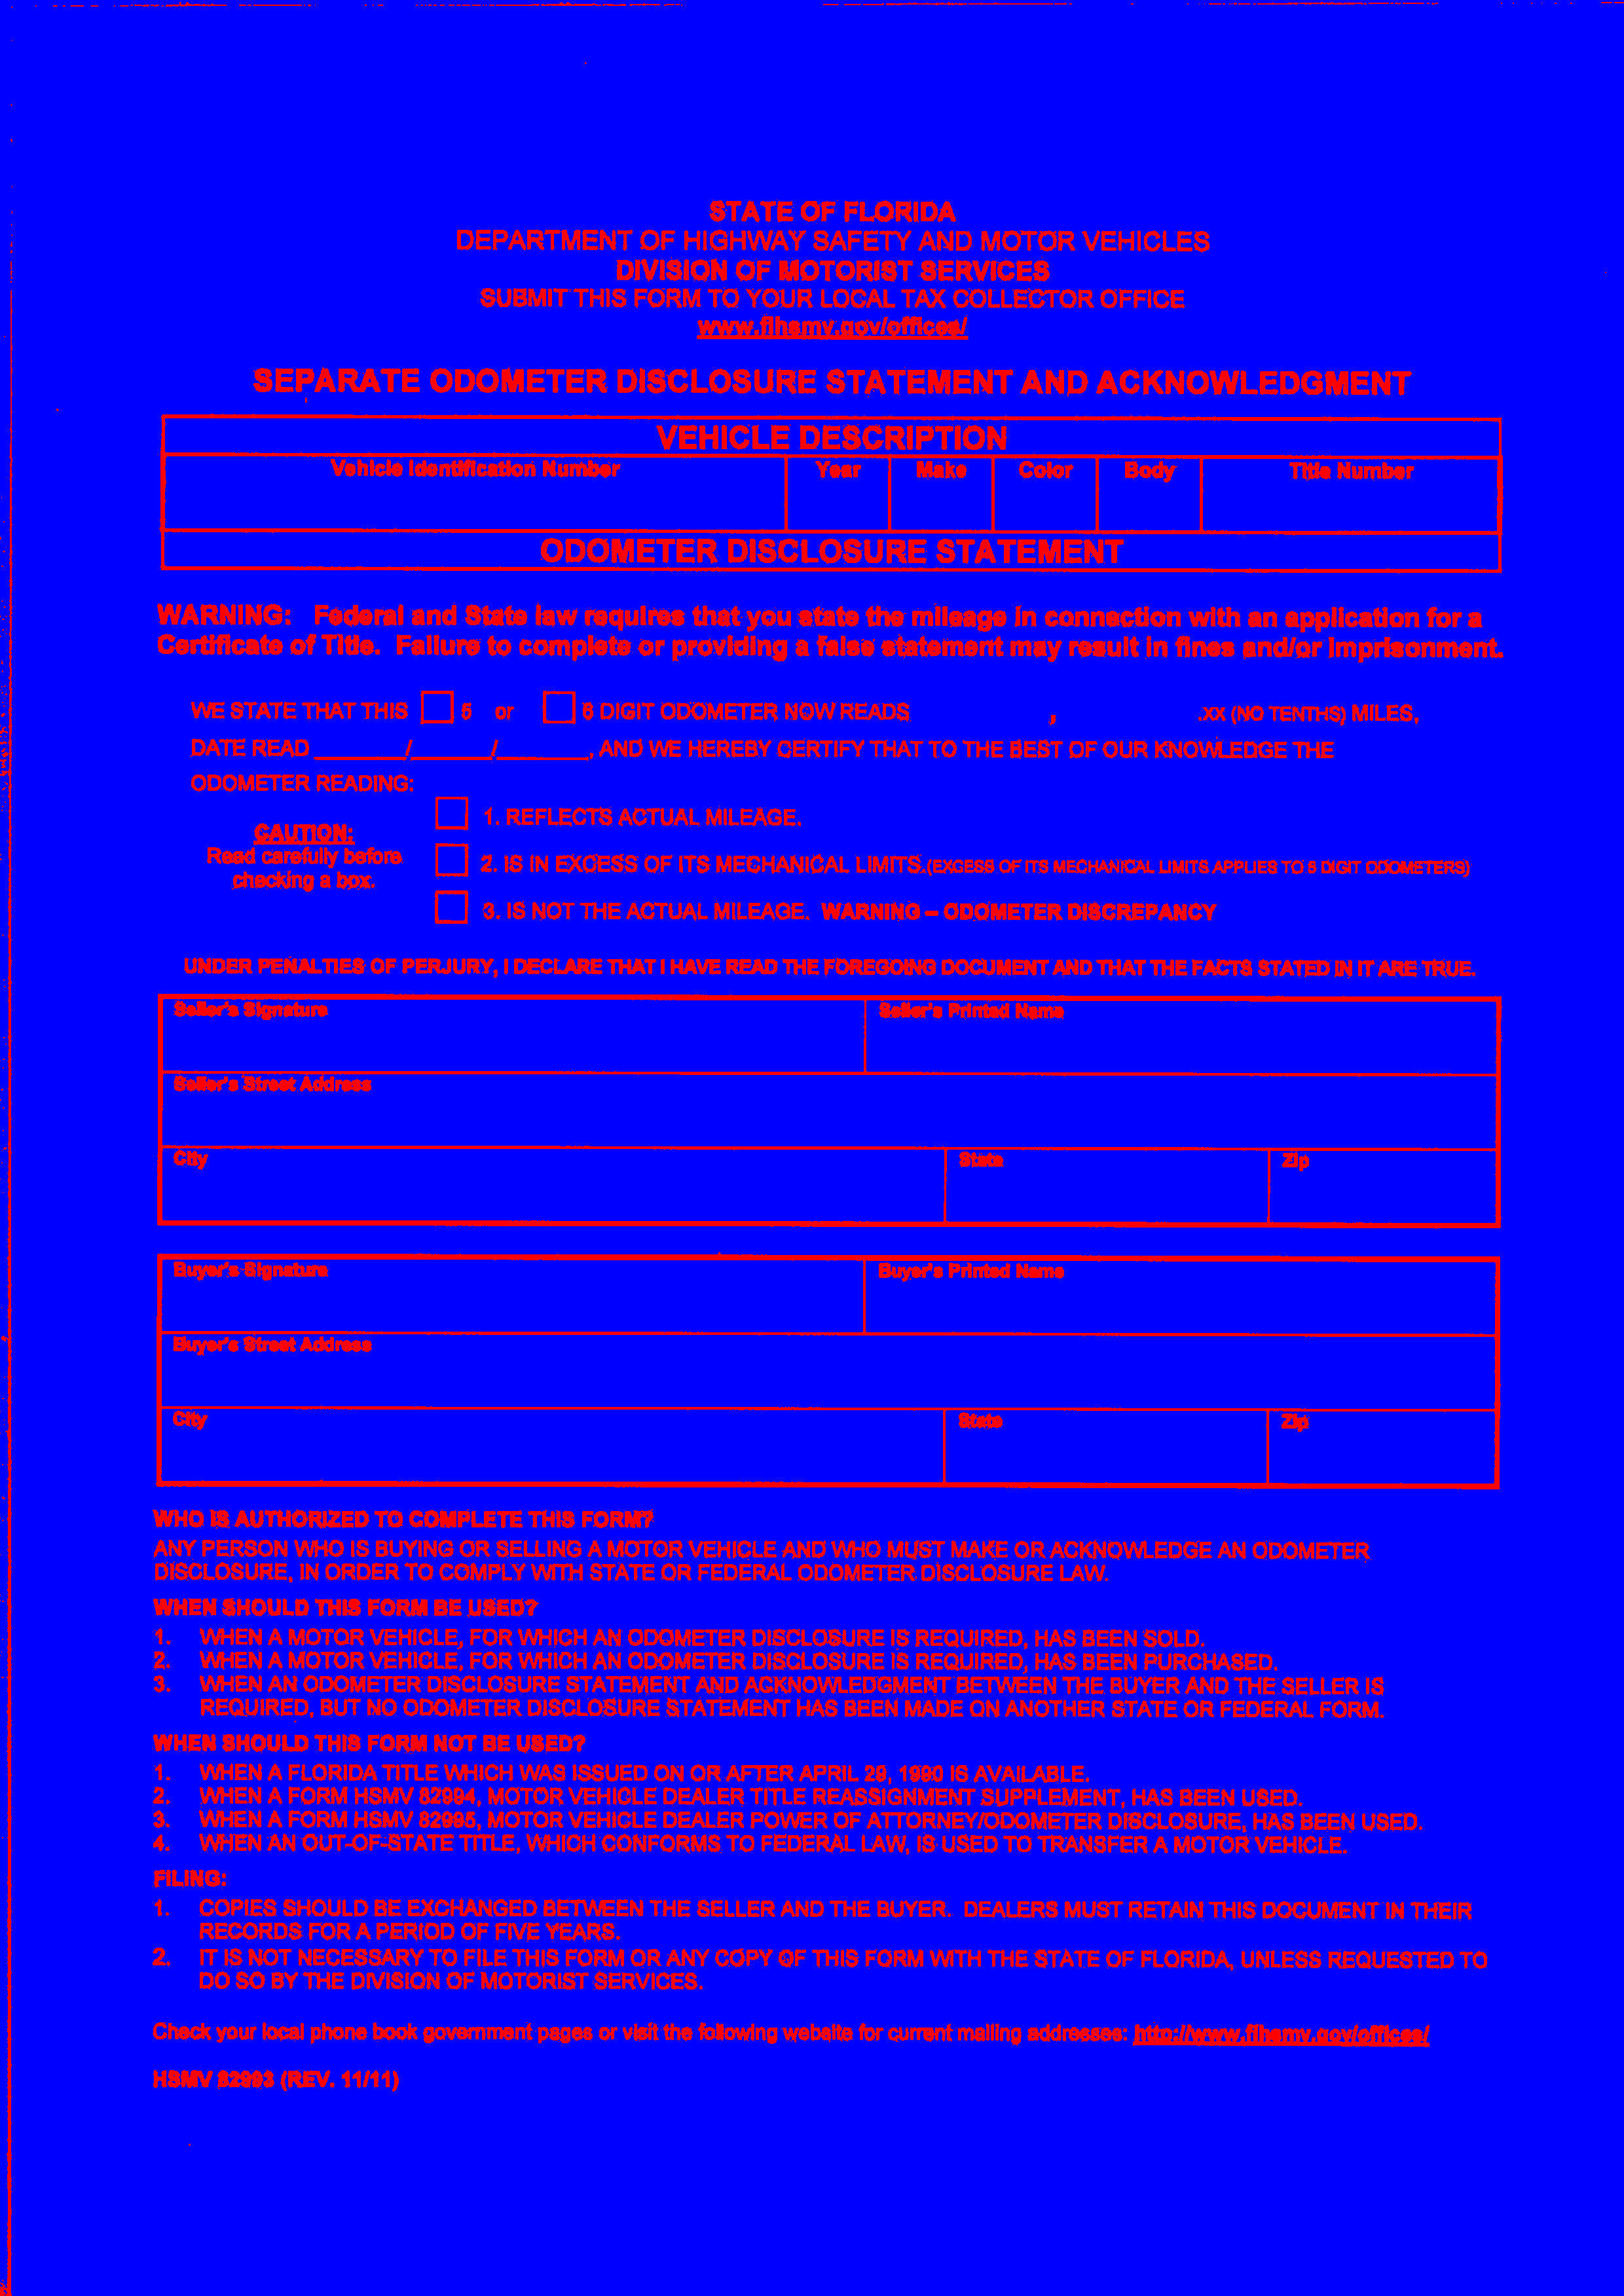 STATE OF FLORIDA
DEPARTMENT OF HIGHWAY SAFETY AND MOTOR VEHICLES
DIVISION OF MOTORIST SERVICES
SUBMIT THIS FORM TO YOUR LOCAL TAX COLLECTOR OFFICE
www.flhsmv.gov/offices/
SEPARATE ODOMETER DISCLOSURE STATEMENT AND ACKNOWLEDGMENT
VEHICLE DESCRIPTION
Vehicle Identification Number Year Make Color Body Title Number
ODOMETER DISCLOSURE STATEMENT
WARNING: Federal and State law requires that you state the mileage in connection with an application for a
Certificate of Title. Failure to complete or providing a false statement may result in fines and/or imprisonment.
WE STATE THAT THIS 5 or 6 DIGIT ODOMETER NOW READS , .XX (NO TENTHS) MILES,
DATE READ ________/________/________, AND WE HEREBY CERTIFY THAT TO THE BEST OF OUR KNOWLEDGE THE
ODOMETER READING:
CAUTION:
Read carefully before
checking a box.
1. REFLECTS ACTUAL MILEAGE.
2. IS IN EXCESS OF ITS MECHANICAL LIMITS.(EXCESS OF ITS MECHANICAL LIMITS APPLIES TO 5 DIGIT ODOMETERS)
3. IS NOT THE ACTUAL MILEAGE. WARNING – ODOMETER DISCREPANCY
UNDER PENALTIES OF PERJURY, I DECLARE THAT I HAVE READ THE FOREGOING DOCUMENT AND THAT THE FACTS STATED IN IT ARE TRUE.
Seller's Signature Seller's Printed Name
Seller's Street Address
City State Zip
Buyer's Signature Buyer's Printed Name
Buyer's Street Address
City State Zip
WHO IS AUTHORIZED TO COMPLETE THIS FORM?
ANY PERSON WHO IS BUYING OR SELLING A MOTOR VEHICLE AND WHO MUST MAKE OR ACKNOWLEDGE AN ODOMETER
DISCLOSURE, IN ORDER TO COMPLY WITH STATE OR FEDERAL ODOMETER DISCLOSURE LAW.
WHEN SHOULD THIS FORM BE USED?
1. WHEN A MOTOR VEHICLE, FOR WHICH AN ODOMETER DISCLOSURE IS REQUIRED, HAS BEEN SOLD.
2. WHEN A MOTOR VEHICLE, FOR WHICH AN ODOMETER DISCLOSURE IS REQUIRED, HAS BEEN PURCHASED.
3. WHEN AN ODOMETER DISCLOSURE STATEMENT AND ACKNOWLEDGMENT BETWEEN THE BUYER AND THE SELLER IS
REQUIRED, BUT NO ODOMETER DISCLOSURE STATEMENT HAS BEEN MADE ON ANOTHER STATE OR FEDERAL FORM.
WHEN SHOULD THIS FORM NOT BE USED?
1. WHEN A FLORIDA TITLE WHICH WAS ISSUED ON OR AFTER APRIL 29, 1990 IS AVAILABLE.
2. WHEN A FORM HSMV 82994, MOTOR VEHICLE DEALER TITLE REASSIGNMENT SUPPLEMENT, HAS BEEN USED.
3. WHEN A FORM HSMV 82995, MOTOR VEHICLE DEALER POWER OF ATTORNEY/ODOMETER DISCLOSURE, HAS BEEN USED.
4. WHEN AN OUT-OF-STATE TITLE, WHICH CONFORMS TO FEDERAL LAW, IS USED TO TRANSFER A MOTOR VEHICLE.
FILING:
1. COPIES SHOULD BE EXCHANGED BETWEEN THE SELLER AND THE BUYER. DEALERS MUST RETAIN THIS DOCUMENT IN THEIR
RECORDS FOR A PERIOD OF FIVE YEARS.
2. IT IS NOT NECESSARY TO FILE THIS FORM OR ANY COPY OF THIS FORM WITH THE STATE OF FLORIDA, UNLESS REQUESTED TO
DO SO BY THE DIVISION OF MOTORIST SERVICES.
Check your local phone book government pages or visit the following website for current mailing addresses: http://www.flhsmv.gov/offices/
HSMV 82993 (REV. 11/11)